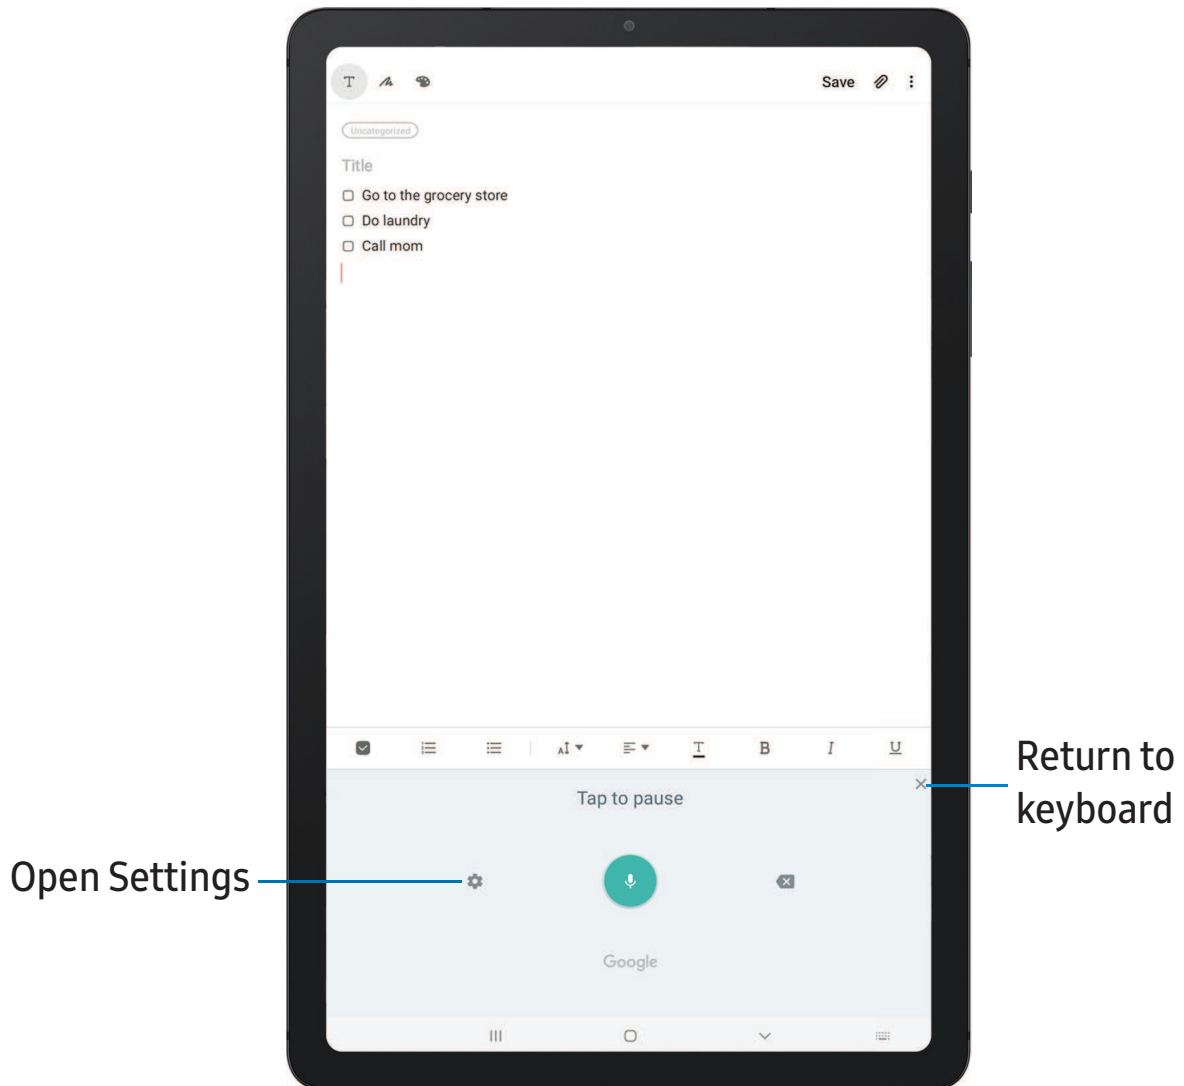 T
Save
Uncategorized
Title
Go to the grocery store
Do laundry
Call mom
T
B
I
U
Tap to pause
Return to
keyboard
Open Settings
Google